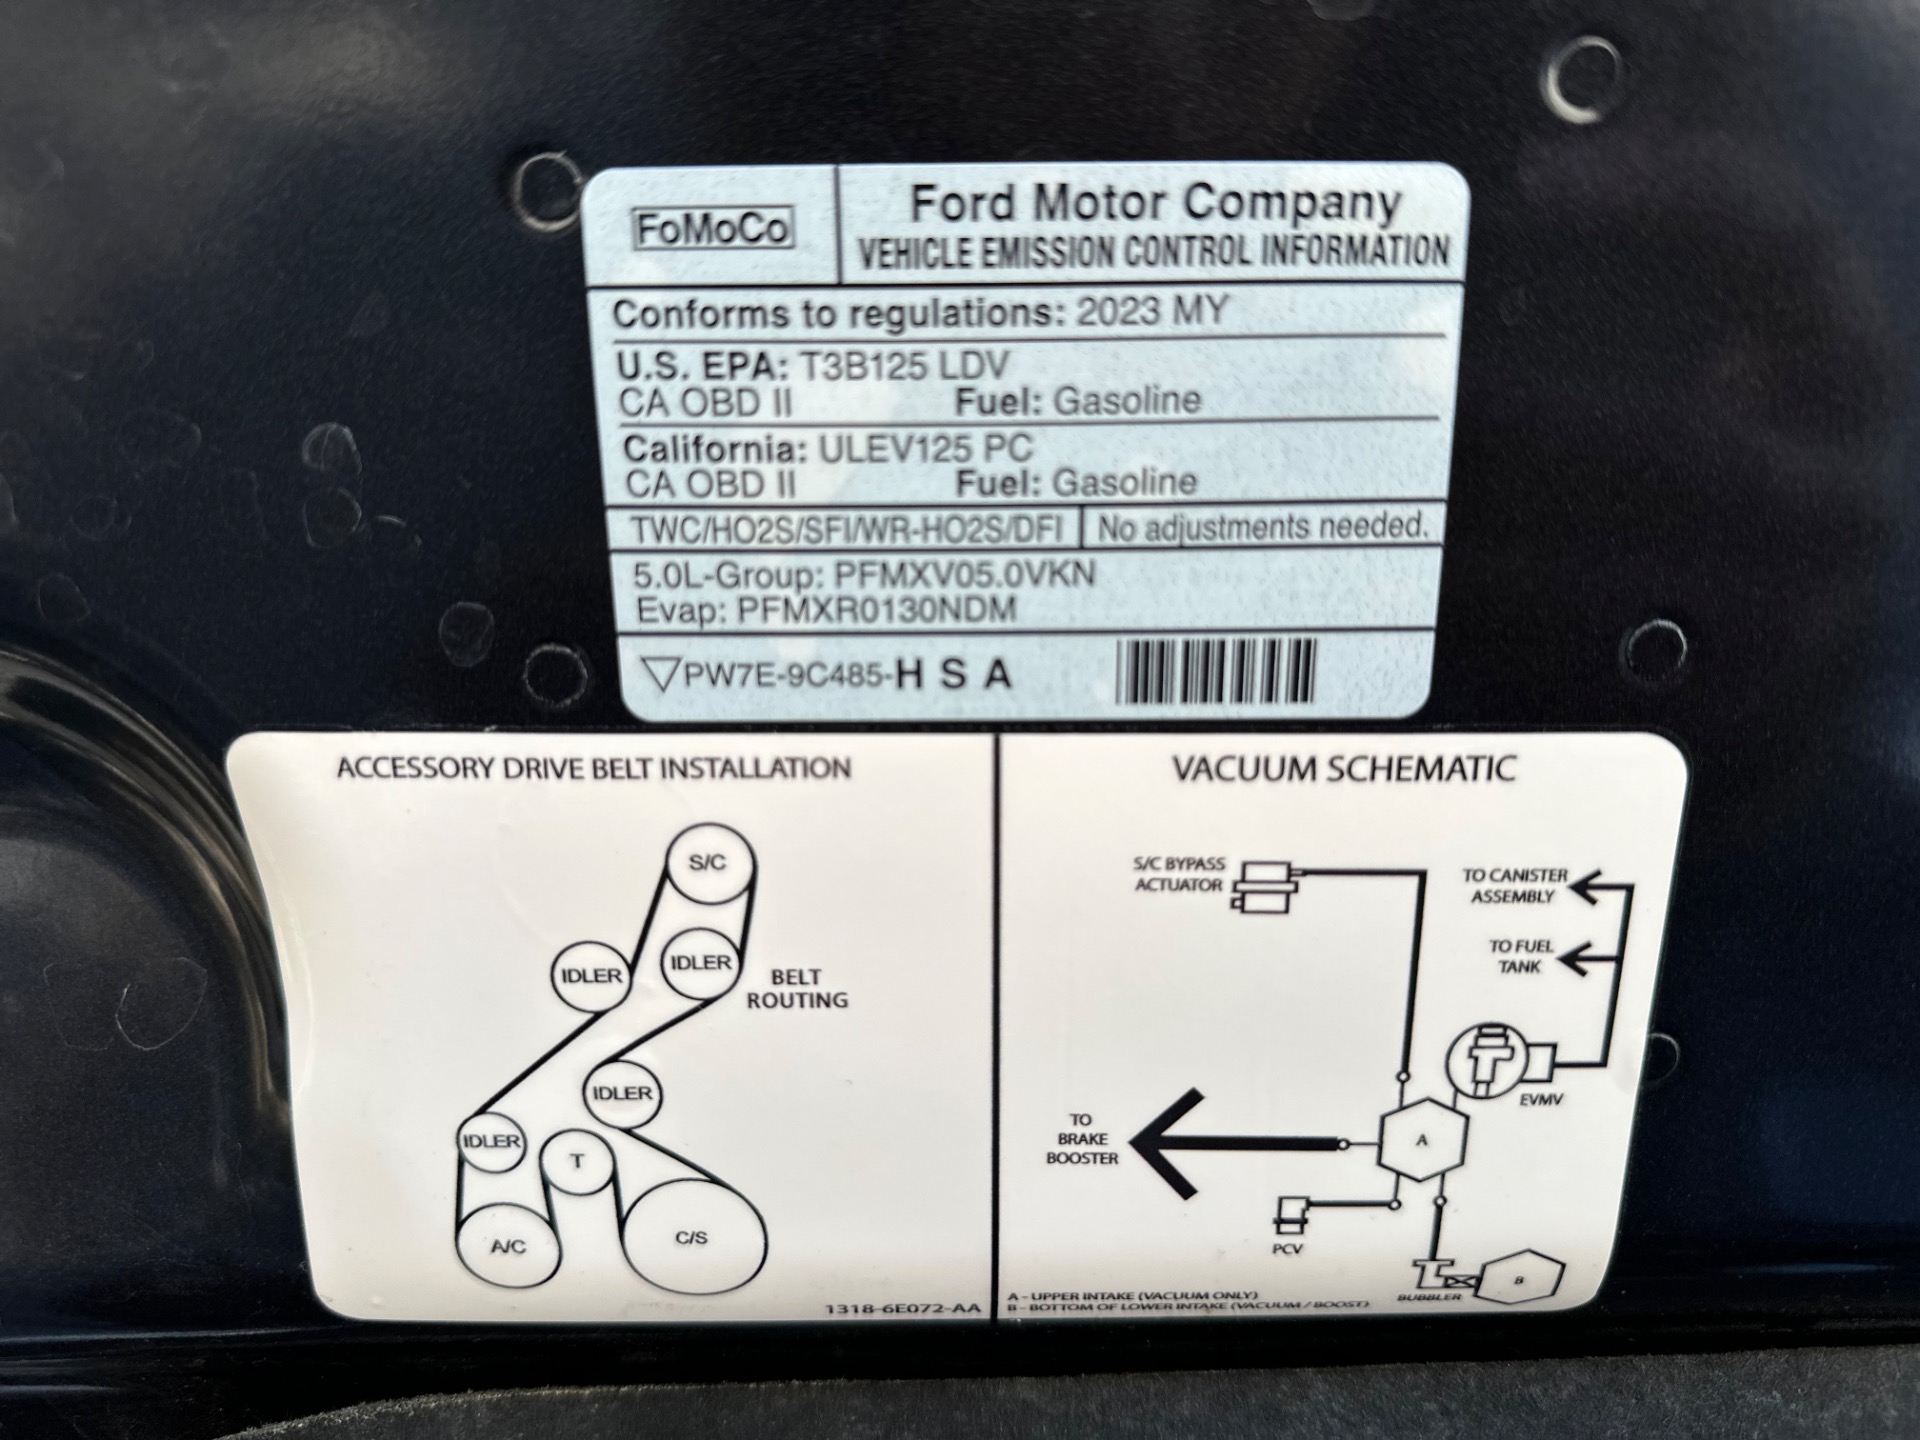 FoMoCo
Ford Motor Company
VEHICLE EMISSION CONTROL INFORMATION
Conforms to regulations: 2023 MY
U.S. EPA: T3B125 LDV
CA OBD II Fuel: Gasoline
California: ULEV125 PC
CA OBD II Fuel: Gasoline
TWC/HO2S/SFI/WR-HO2S/DFI No adjustments needed.
5.0L-Group: PFMXV05.0VKN
Evap: PFMXR0130NDM
PW7E-9C485-H S A
ACCESSORY DRIVE BELT INSTALLATION
S/C
IDLER
IDLER
BELT
ROUTING
IDLER
IDLER
T
A/C
C/S
1318-6E072-AA
VACUUM SCHEMATIC
S/C BYPASS
ACTUATOR
TO CANISTER
ASSEMBLY
TO FUEL
TANK
EVMV
TO
BRAKE
BOOSTER
A
PCV
BUBBLER
B
A - UPPER INTAKE (VACUUM ONLY)
B - BOTTOM OF LOWER INTAKE (VACUUM / BOOST)